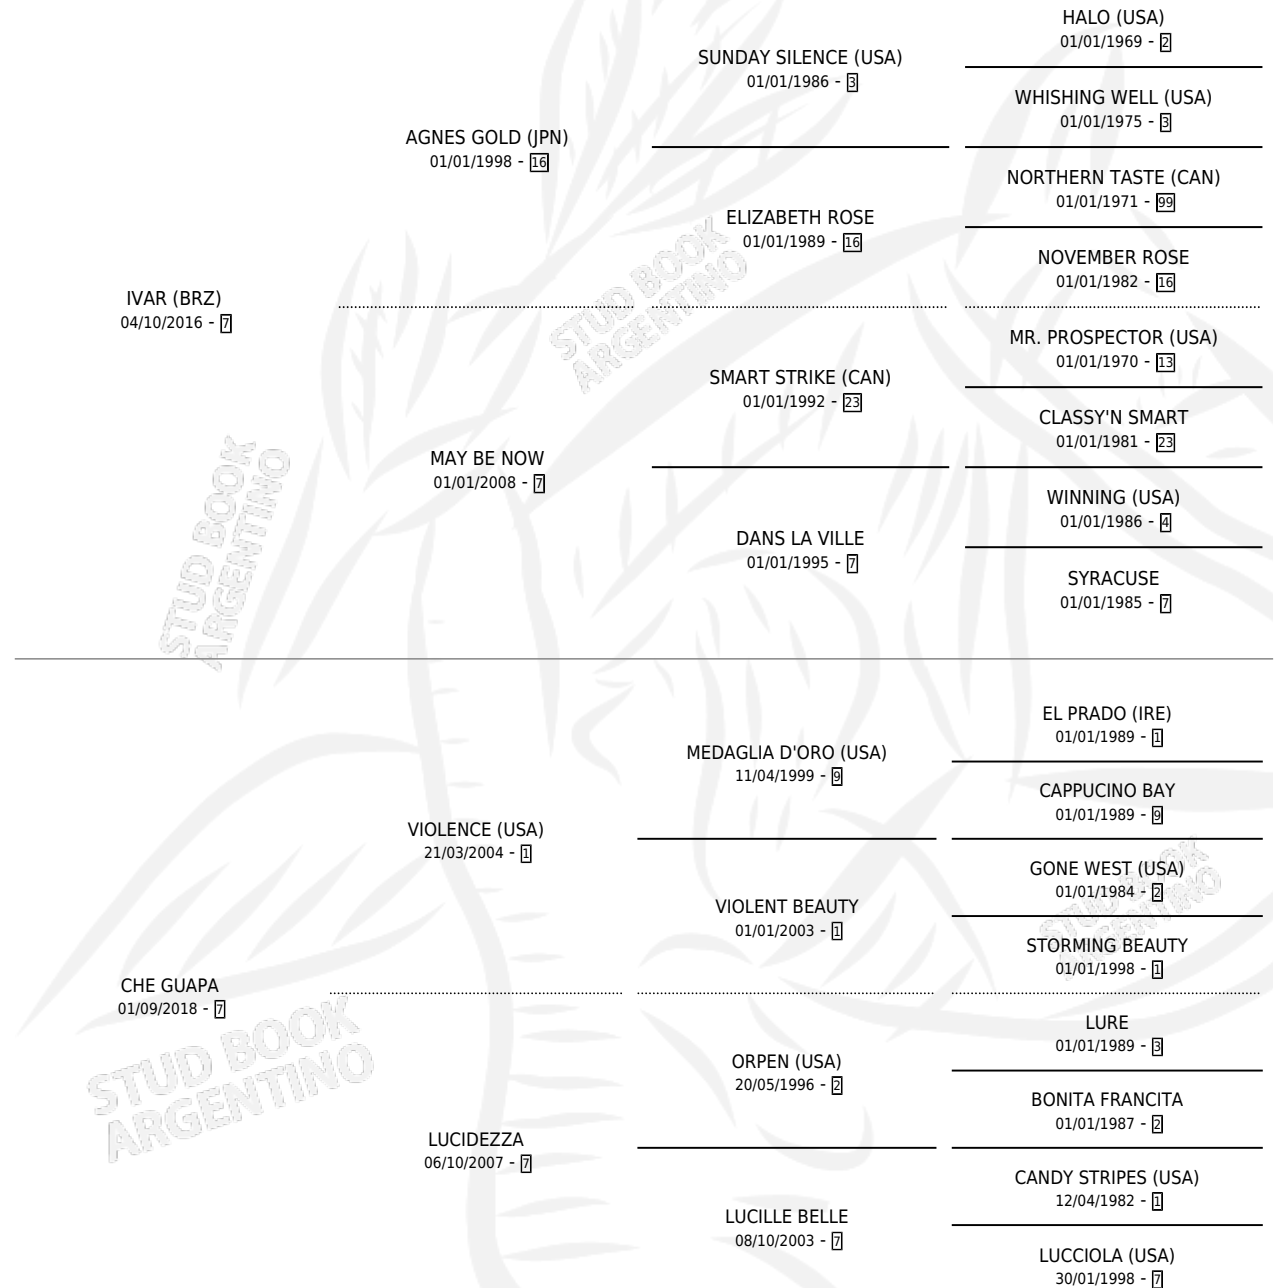 HALO (USA)
01/01/1969 - 2
SUNDAY SILENCE (USA)
01/01/1986 - 3
WHISHING WELL (USA)
01/01/1975 - 3
AGNES GOLD (JPN)
01/01/1998 - 16
NORTHERN TASTE (CAN)
01/01/1971 - 99
ELIZABETH ROSE
01/01/1989 - 16
NOVEMBER ROSE
01/01/1982 - 16
IVAR (BRZ)
04/10/2016 - 7
MR. PROSPECTOR (USA)
01/01/1970 - 13
SMART STRIKE (CAN)
01/01/1992 - 23
CLASSY'N SMART
01/01/1981 - 23
MAY BE NOW
01/01/2008 - 7
WINNING (USA)
01/01/1986 - 4
DANS LA VILLE
01/01/1995 - 7
SYRACUSE
01/01/1985 - 7
STUD BOOK
ARGENTINO
STUD BOOK
ARGENTINO
EL PRADO (IRE)
01/01/1989 - 1
MEDAGLIA D'ORO (USA)
11/04/1999 - 9
CAPPUCINO BAY
01/01/1989 - 9
VIOLENCE (USA)
21/03/2004 - 1
GONE WEST (USA)
01/01/1984 - 2
VIOLENT BEAUTY
01/01/2003 - 1
STORMING BEAUTY
01/01/1998 - 1
CHE GUAPA
01/09/2018 - 7
LURE
01/01/1989 - 3
ORPEN (USA)
20/05/1996 - 2
BONITA FRANCITA
01/01/1987 - 2
LUCIDEZZA
06/10/2007 - 7
CANDY STRIPES (USA)
12/04/1982 - 1
LUCILLE BELLE
08/10/2003 - 7
LUCCIOLA (USA)
30/01/1998 - 7
STUD BOOK
ARGENTINO
STUD BOOK
ARGENTINO